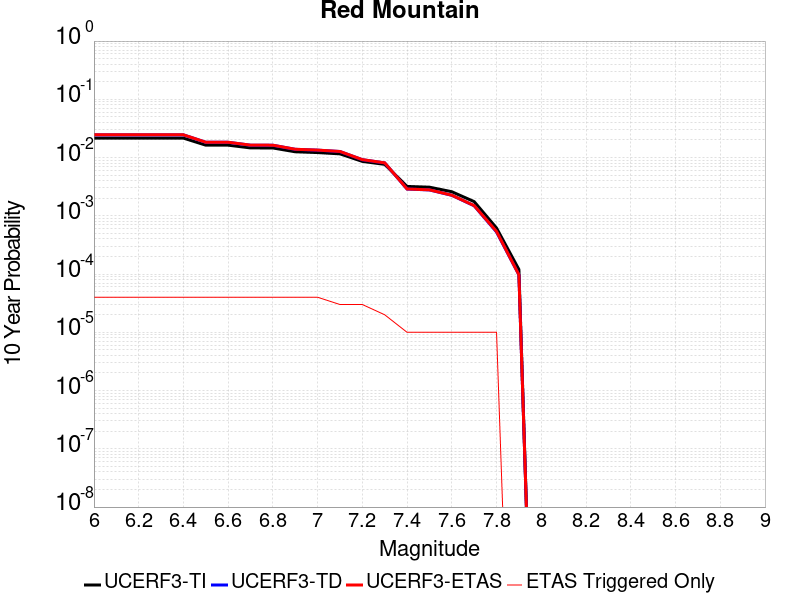 Red Mountain
10^0
10^-1
10^-2
10^-3
10^-4
10^-5
10^-6
10^-7
10^-8
10 Year Probability
6 6.2 6.4 6.6 6.8 7 7.2 7.4 7.6 7.8 8 8.2 8.4 8.6 8.8 9
Magnitude
UCERF3-TI UCERF3-TD UCERF3-ETAS ETAS Triggered Only